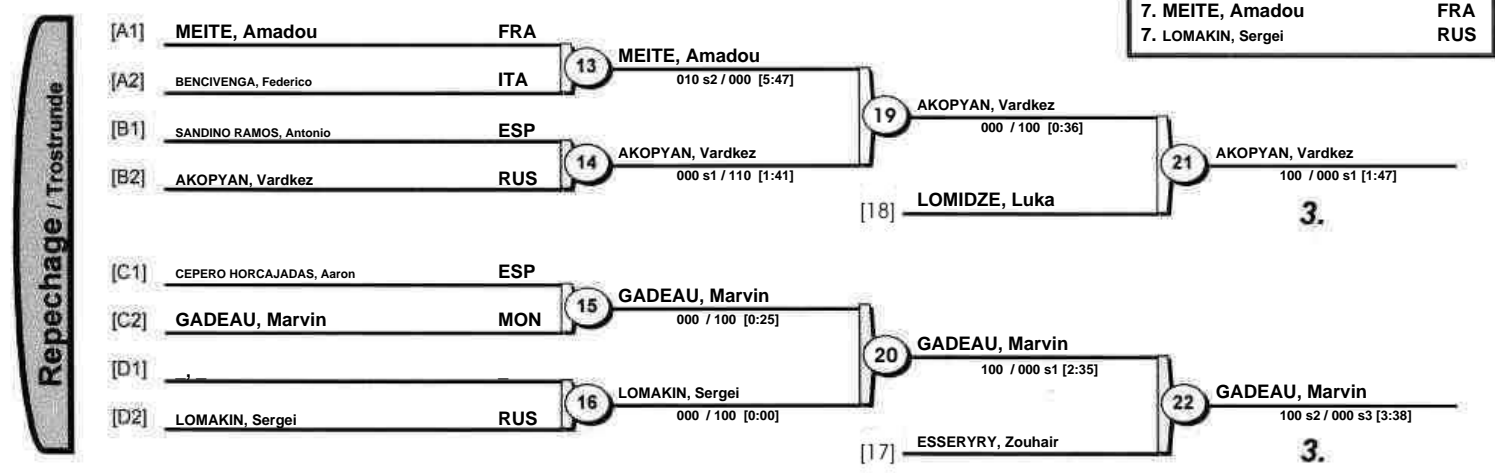 7. MEITE, Amadou FRA
7. LOMAKIN, Sergei RUS
Repechage / Trostrunde
[A1] MEITE, Amadou FRA
13 MEITE, Amadou
010 s2 / 000 [5:47]
[A2] BENCIVENGA, Federico ITA
19 AKOPYAN, Vardkez
000 / 100 [0:36]
[B1] SANDINO RAMOS, Antonio ESP
14 AKOPYAN, Vardkez
000 s1 / 110 [1:41]
[B2] AKOPYAN, Vardkez RUS
21 AKOPYAN, Vardkez
100 / 000 s1 [1:47]
[18] LOMIDZE, Luka
3.
[C1] CEPERO HORCAJADAS, Aaron ESP
15 GADEAU, Marvin
000 / 100 [0:25]
[C2] GADEAU, Marvin MON
20 GADEAU, Marvin
100 / 000 s1 [2:35]
[D1] _, _ _
16 LOMAKIN, Sergei
000 / 100 [0:00]
[D2] LOMAKIN, Sergei RUS
22 GADEAU, Marvin
100 s2 / 000 s3 [3:38]
[17] ESSERYRY, Zouhair
3.